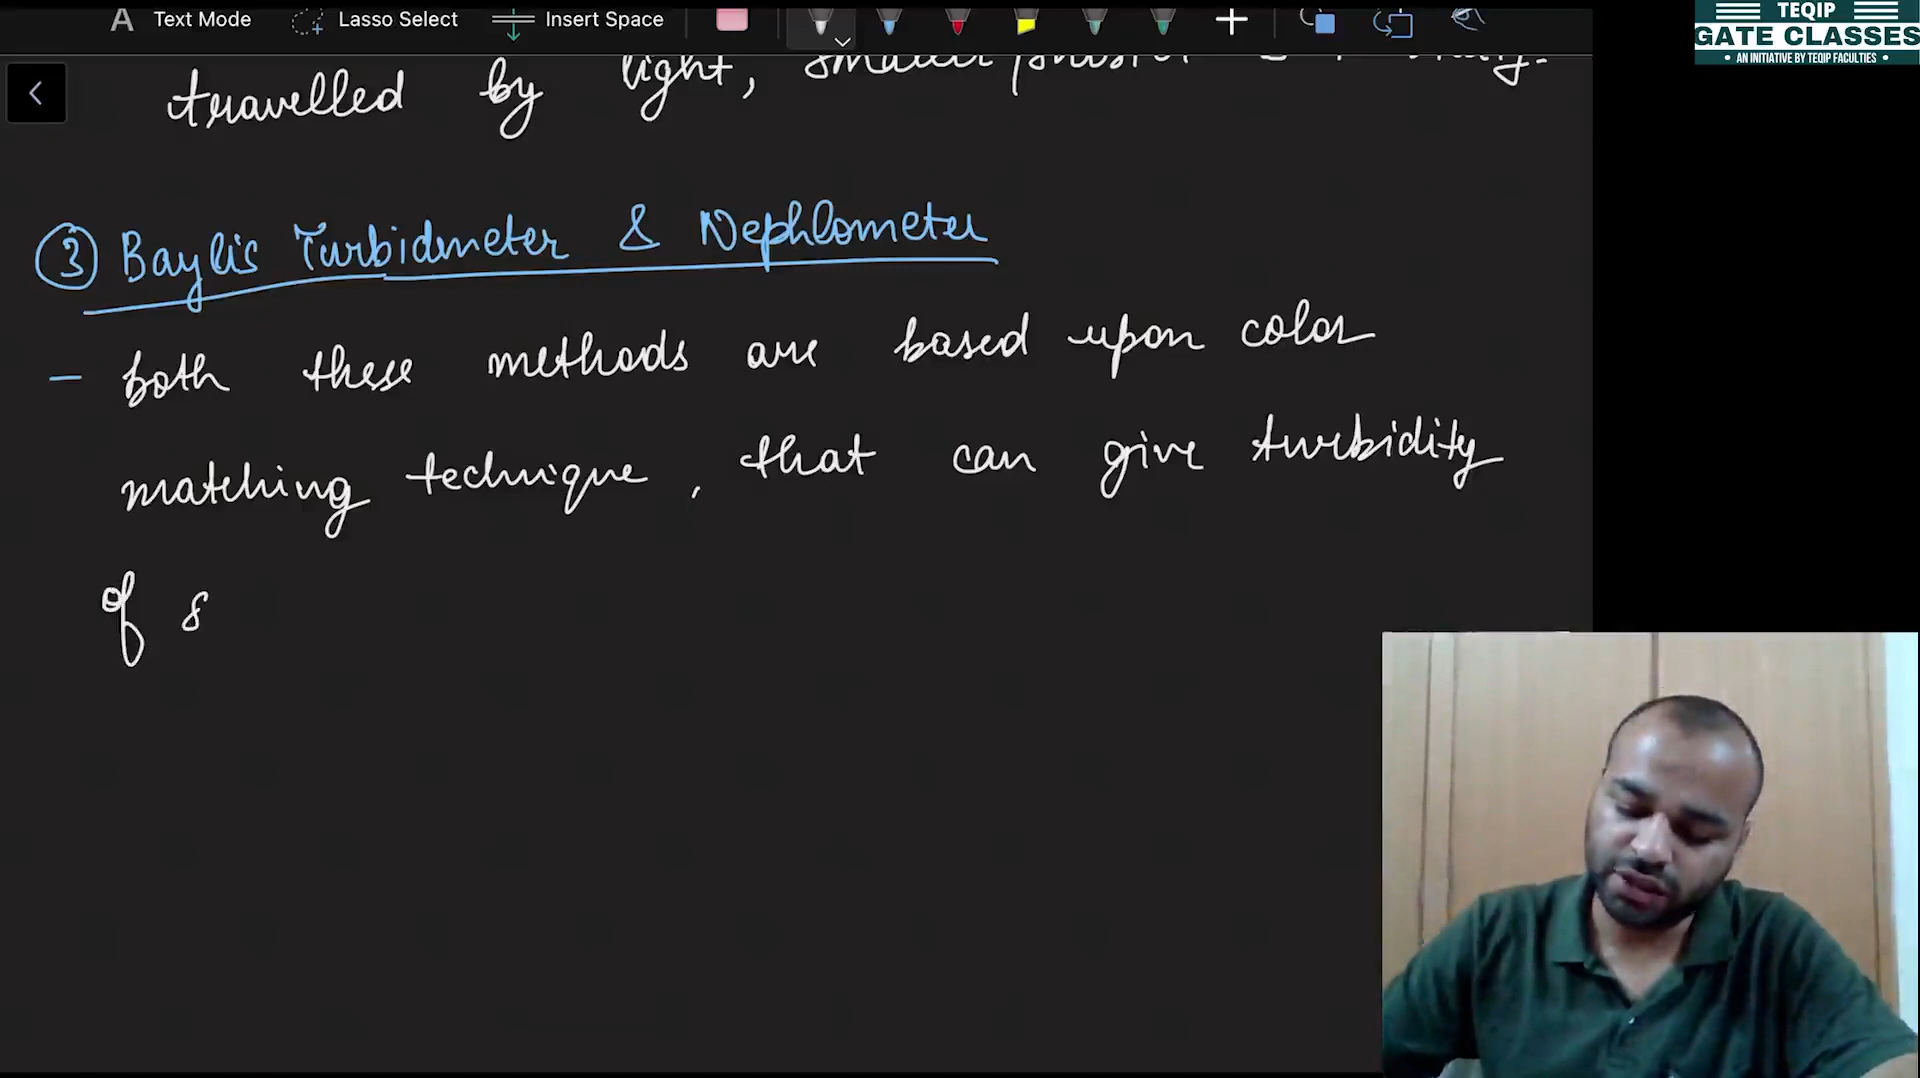 Text Mode Lasso Select Insert Space
TEQIP
GATE CLASSES
• AN INITIATIVE BY TEQIP FACULTIES •
travelled by light,
③ Baylis Turbidmeter & Nephlometer
- both these methods are based upon color
matching technique, that can give turbidity
of s